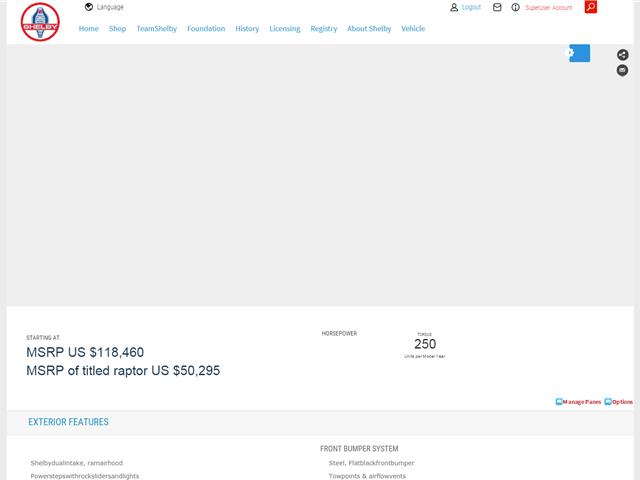 SHELBY
Language
Logout
SuperUser Account
Home Shop TeamShelby Foundation History Licensing Registry About Shelby Vehicle
STARTING AT
MSRP US $118,460
MSRP of titled raptor US $50,295
HORSEPOWER
TORQUE
250
Units per Model Year
Manage Panes Options
EXTERIOR FEATURES
FRONT BUMPER SYSTEM
Shelbydualintake, ramairhood
Steel, Flatblackfrontbumper
Powerstepswithrockslidersandlights
Towpoints & airflowvents